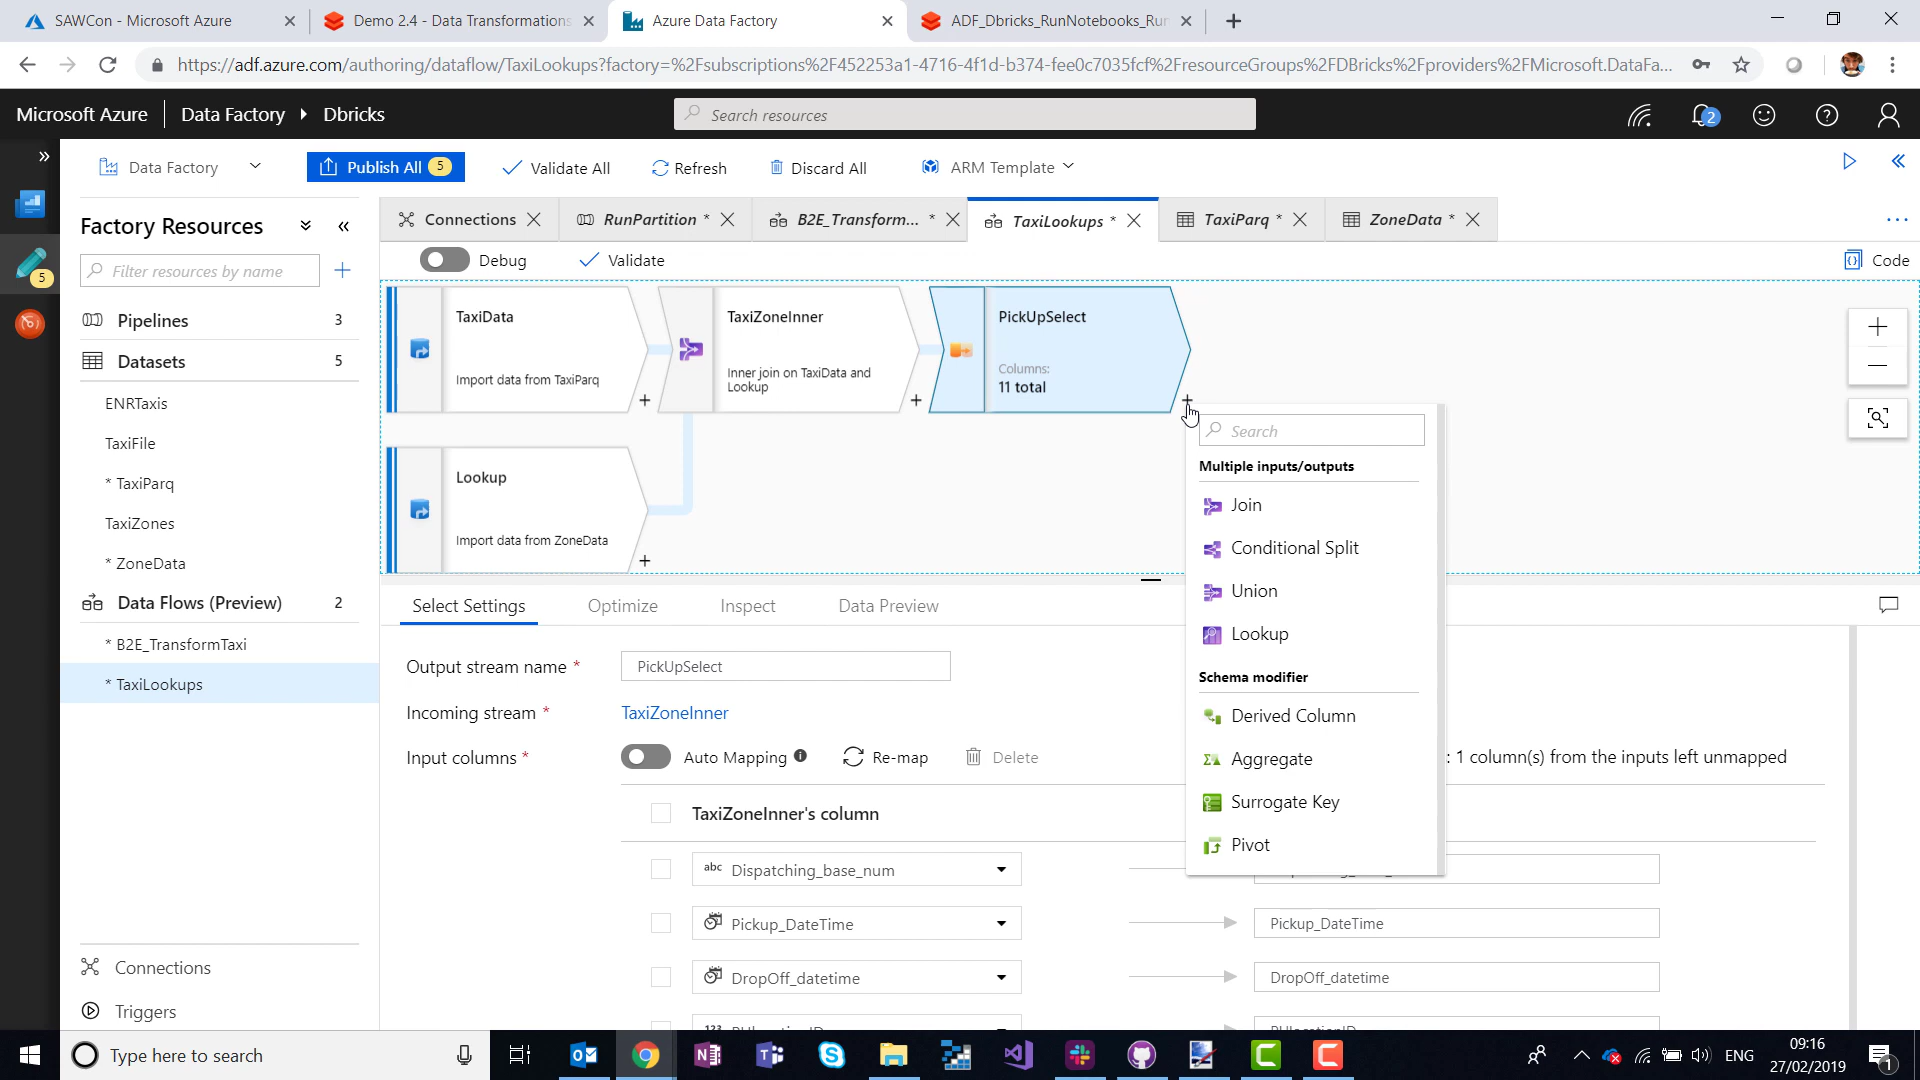 SAWCon - Microsoft Azure
Demo 2.4 - Data Transformations
Azure Data Factory
ADF_Dbricks_RunNotebooks_Run
https://adf.azure.com/authoring/dataflow/TaxiLookups?factory=%2Fsubscriptions%2F452253a1-4716-4f1d-b374-fee0c7035fcf%2FresourceGroups%2FDBricks%2Fproviders%2FMicrosoft.DataFa...
Microsoft Azure
Data Factory
Dbricks
Search resources
2
Data Factory
Publish All 5
Validate All
Refresh
Discard All
ARM Template
Factory Resources
Connections
RunPartition *
B2E_Transform... *
TaxiLookups *
TaxiParq *
ZoneData *
5
Filter resources by name
Debug
Validate
Code
Pipelines 3
Datasets 5
ENRTaxis
TaxiFile
* TaxiParq
TaxiZones
* ZoneData
Data Flows (Preview) 2
* B2E_TransformTaxi
* TaxiLookups
Connections
Triggers
TaxiData
Import data from TaxiParq
TaxiZoneInner
Inner join on TaxiData and
Lookup
PickUpSelect
Columns:
11 total
Lookup
Import data from ZoneData
Search
Multiple inputs/outputs
Join
Conditional Split
Union
Lookup
Schema modifier
Derived Column
Aggregate
Surrogate Key
Pivot
Select Settings
Optimize
Inspect
Data Preview
Output stream name *
PickUpSelect
Incoming stream *
TaxiZoneInner
Input columns *
Auto Mapping
Re-map
Delete
: 1 column(s) from the inputs left unmapped
TaxiZoneInner's column
abc Dispatching_base_num
Pickup_DateTime
Pickup_DateTime
DropOff_datetime
DropOff_datetime
Type here to search
ENG
09:16
27/02/2019
1